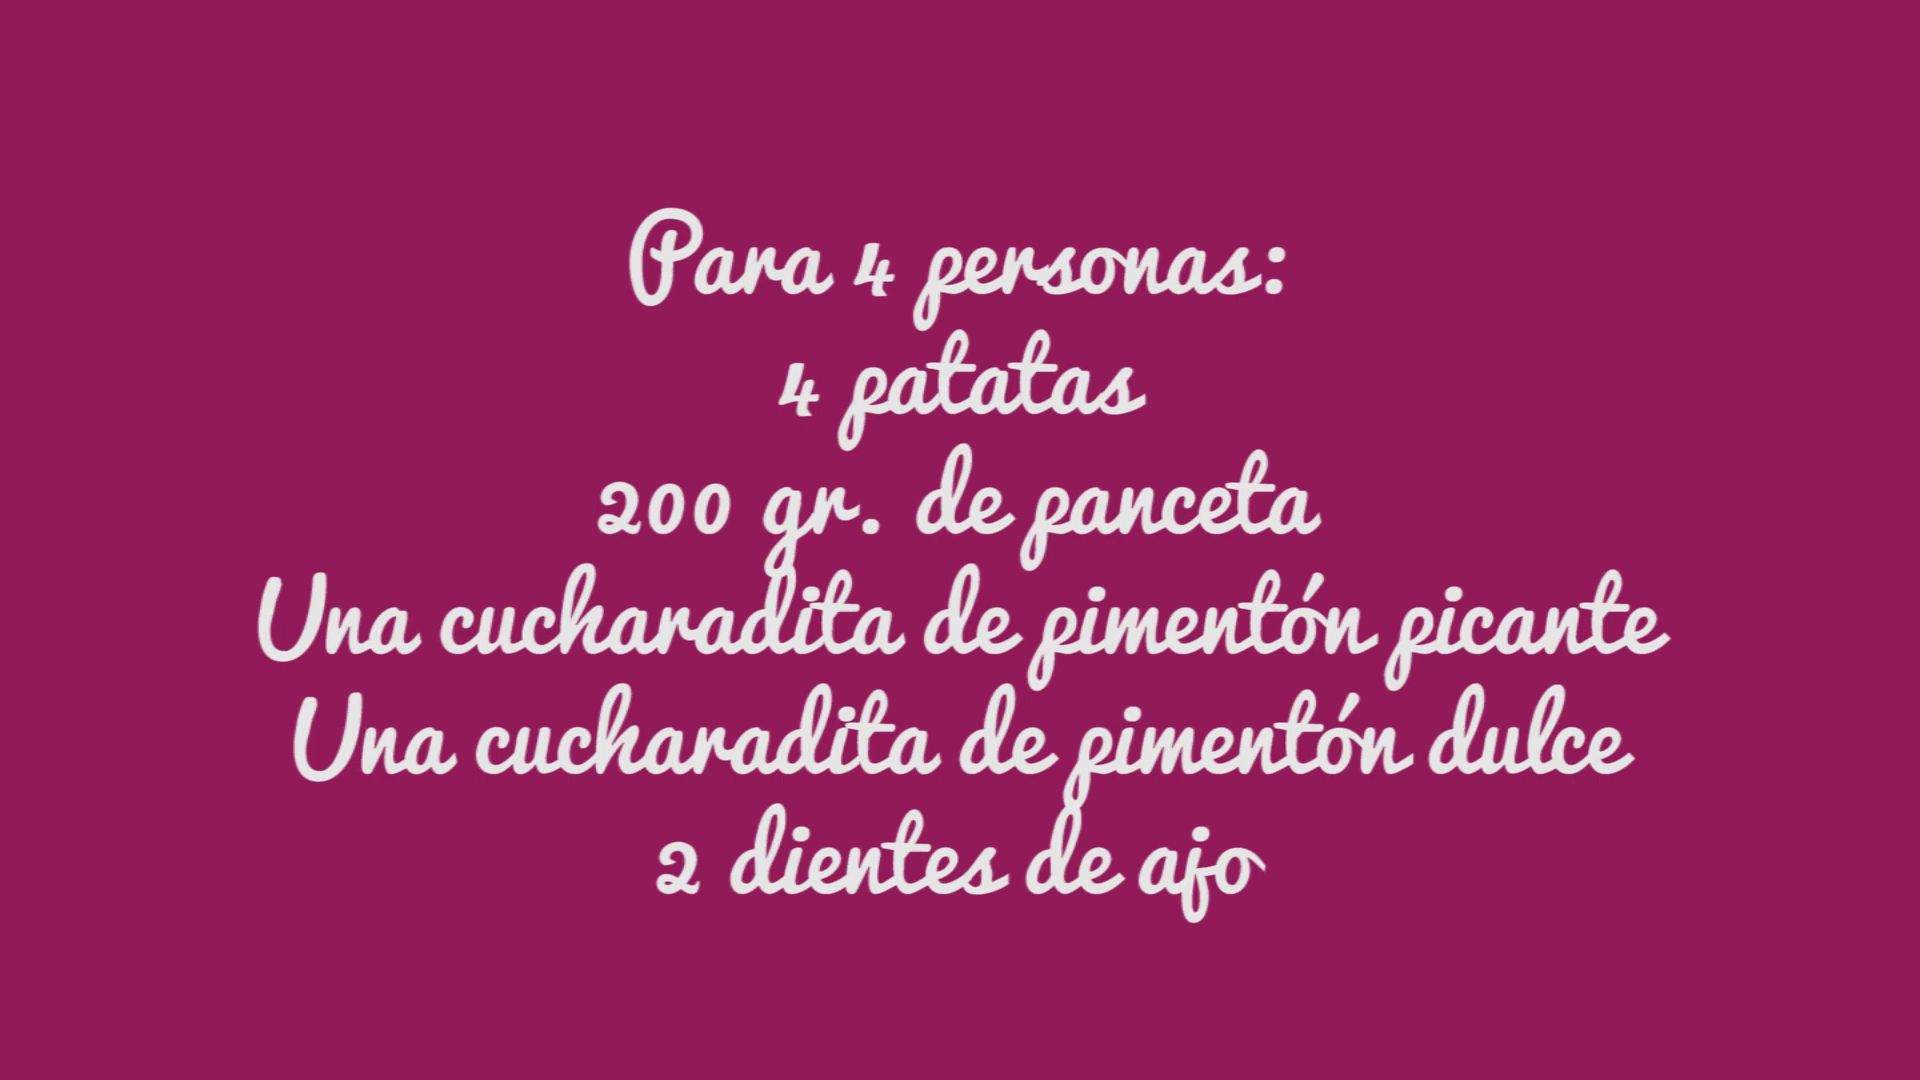 Para 4 personas:
4 patatas
200 gr. de panceta
Una cucharadita de pimentón picante
Una cucharadita de pimentón dulce
2 dientes de ajo